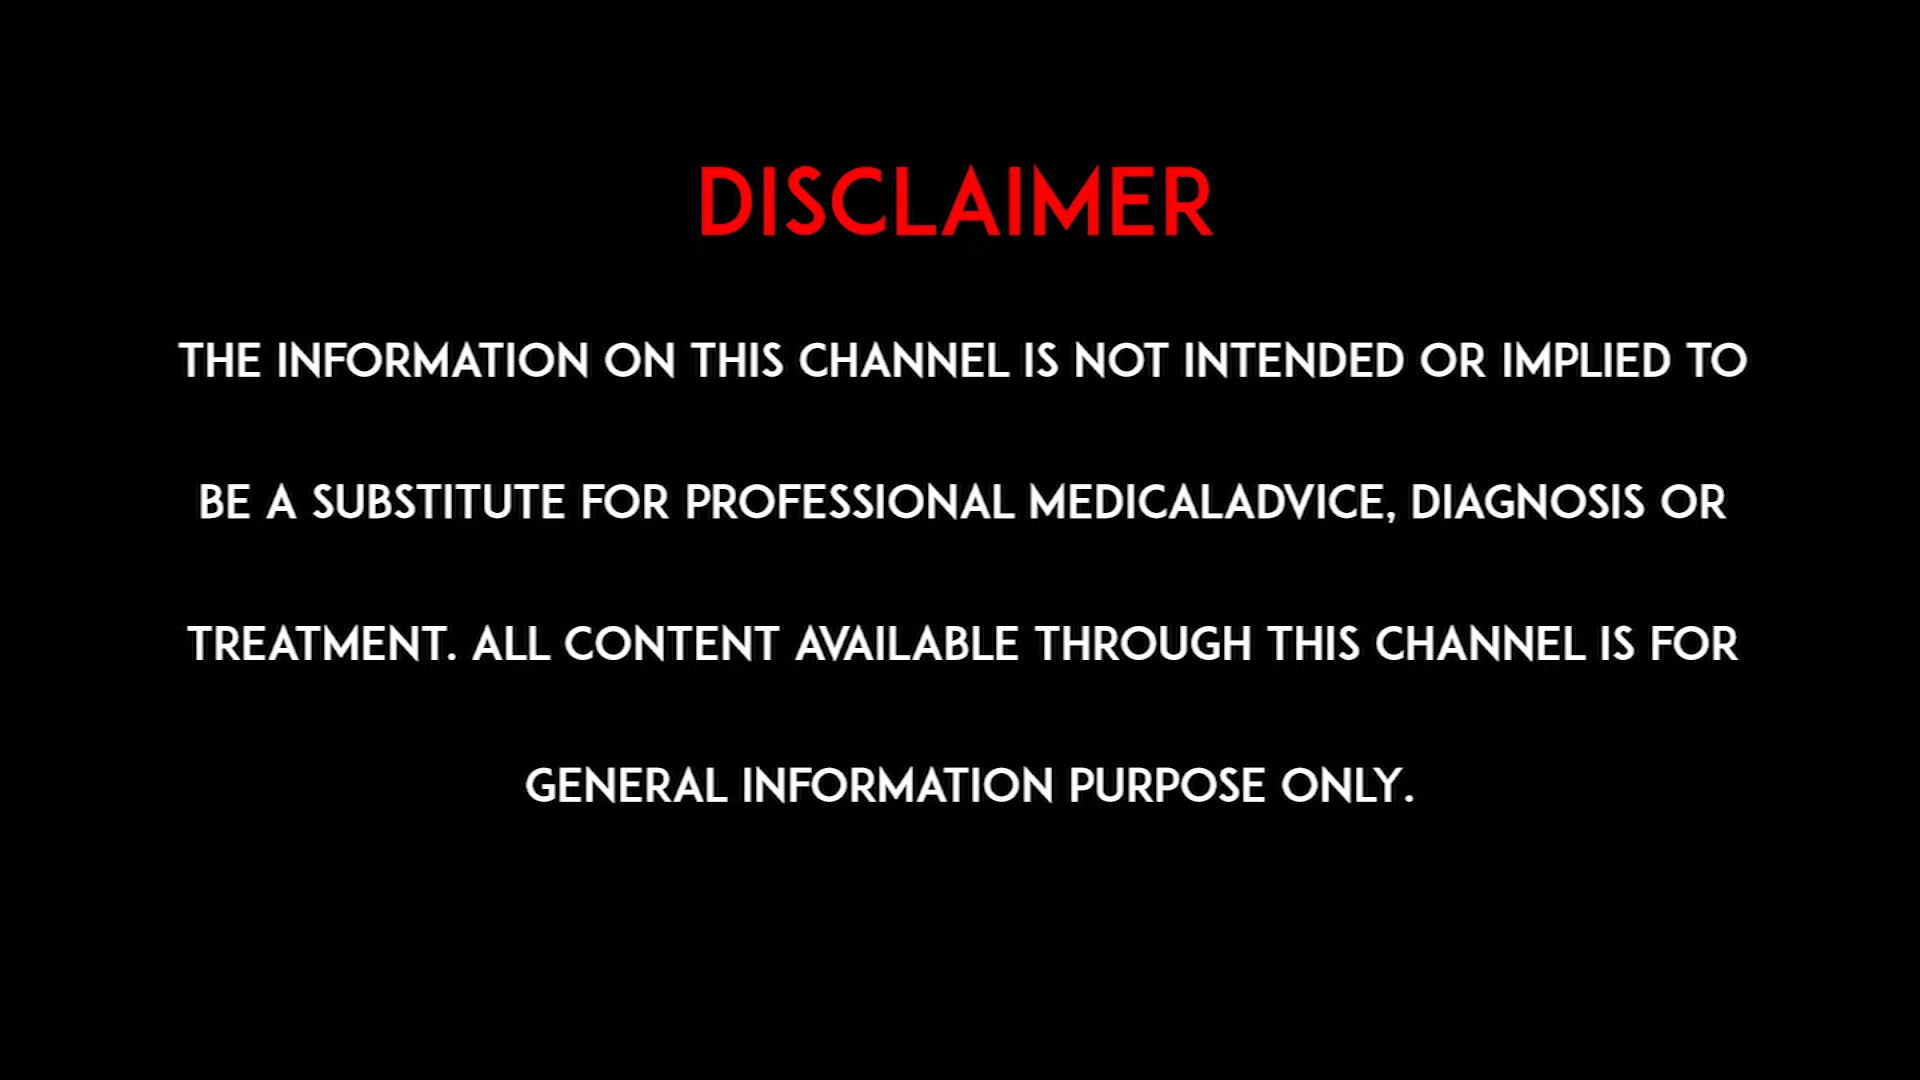 DISCLAIMER
THE INFORMATION ON THIS CHANNEL IS NOT INTENDED OR IMPLIED TO
BE A SUBSTITUTE FOR PROFESSIONAL MEDICALADVICE, DIAGNOSIS OR
TREATMENT. ALL CONTENT AVAILABLE THROUGH THIS CHANNEL IS FOR
GENERAL INFORMATION PURPOSE ONLY.